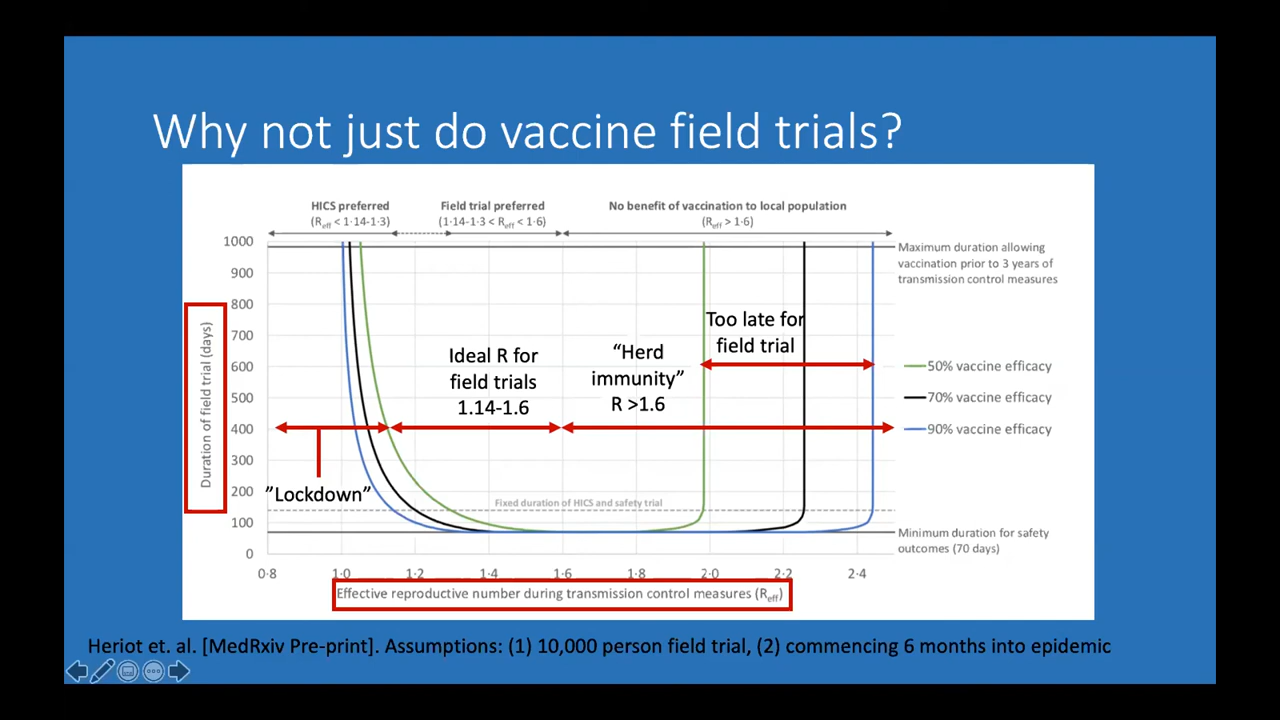 Why not just do vaccine field trials?
HICS preferred
(Reff < 1·14-1·3)
Field trial preferred
(1·14-1·3 < Reff < 1·6)
No benefit of vaccination to local population
(Reff > 1·6)
Duration of field trial (days)
1000
900
800
700
600
500
400
300
200
100
0
Maximum duration allowing
vaccination prior to 3 years of
transmission control measures
Too late for
field trial
Ideal R for
field trials
1.14-1.6
“Herd
immunity”
R >1.6
”Lockdown”
50% vaccine efficacy
70% vaccine efficacy
90% vaccine efficacy
Fixed duration of HICS and safety trial
Minimum duration for safety
outcomes (70 days)
0·8 1·0 1·2 1·4 1·6 1·8 2·0 2·2 2·4
Effective reproductive number during transmission control measures (Reff)
Heriot et. al. [MedRxiv Pre-print]. Assumptions: (1) 10,000 person field trial, (2) commencing 6 months into epidemic